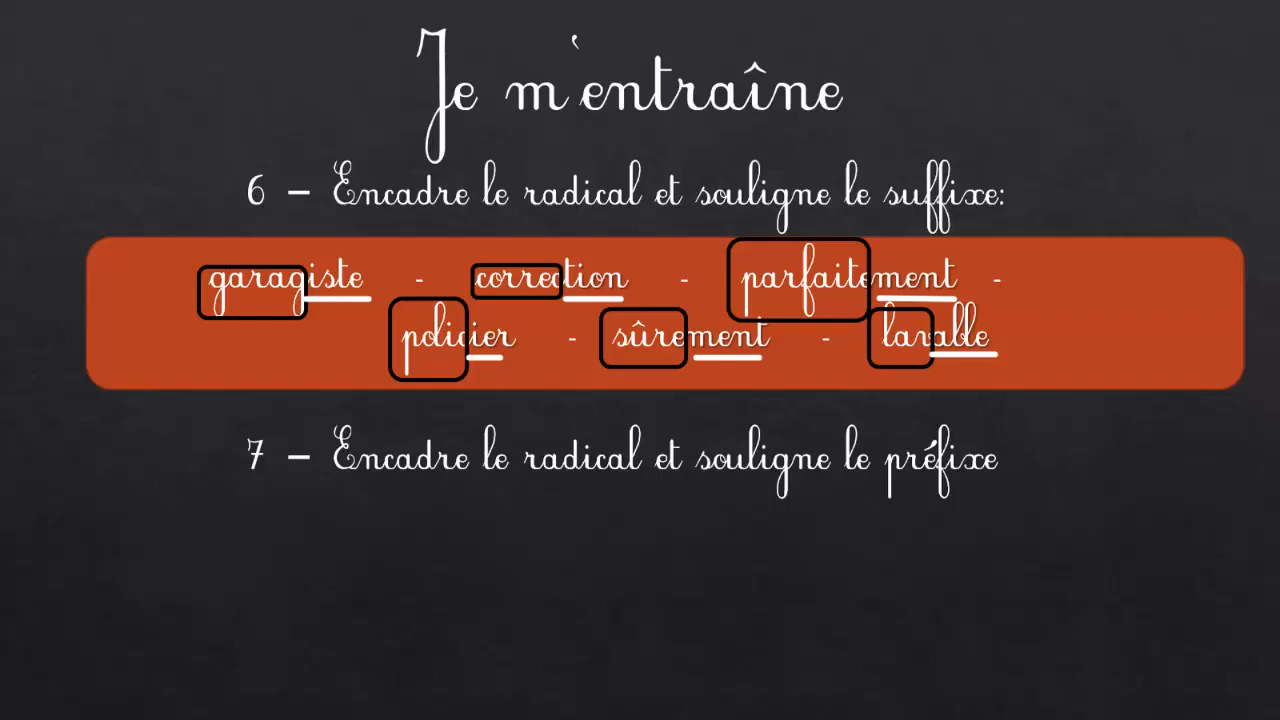 Je m'entraîne
6 – Encadre le radical et souligne le suffixe:
garagiste - correction - parfaitement -
policier - sûrement - lavable
7 – Encadre le radical et souligne le préfixe